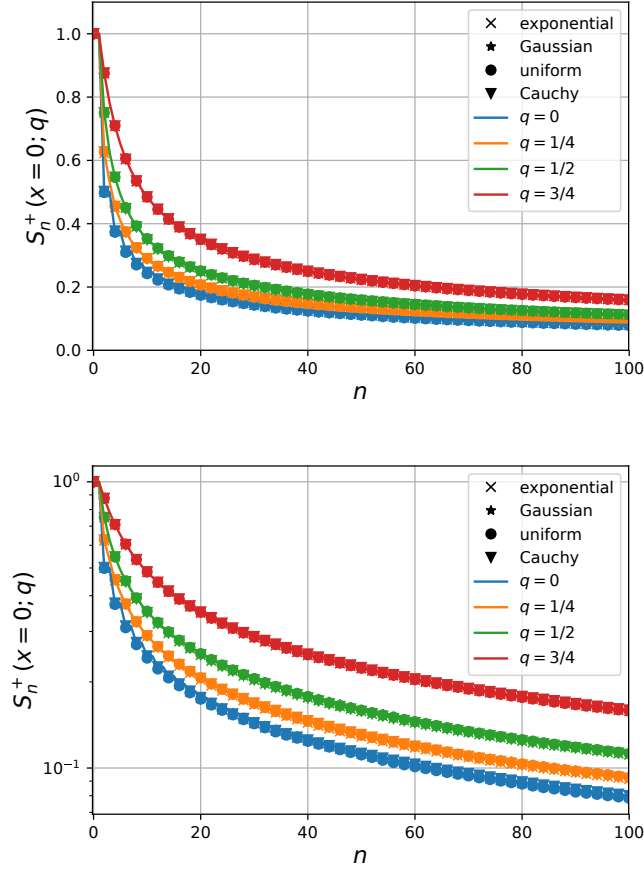 1.0
0.8
0.6
0.4
0.2
0.0
0 20 40 60 80 100
n
S_n^+(x = 0; q)
exponential
Gaussian
uniform
Cauchy
q = 0
q = 1/4
q = 1/2
q = 3/4
10^0
10^{-1}
0 20 40 60 80 100
n
S_n^+(x = 0; q)
exponential
Gaussian
uniform
Cauchy
q = 0
q = 1/4
q = 1/2
q = 3/4